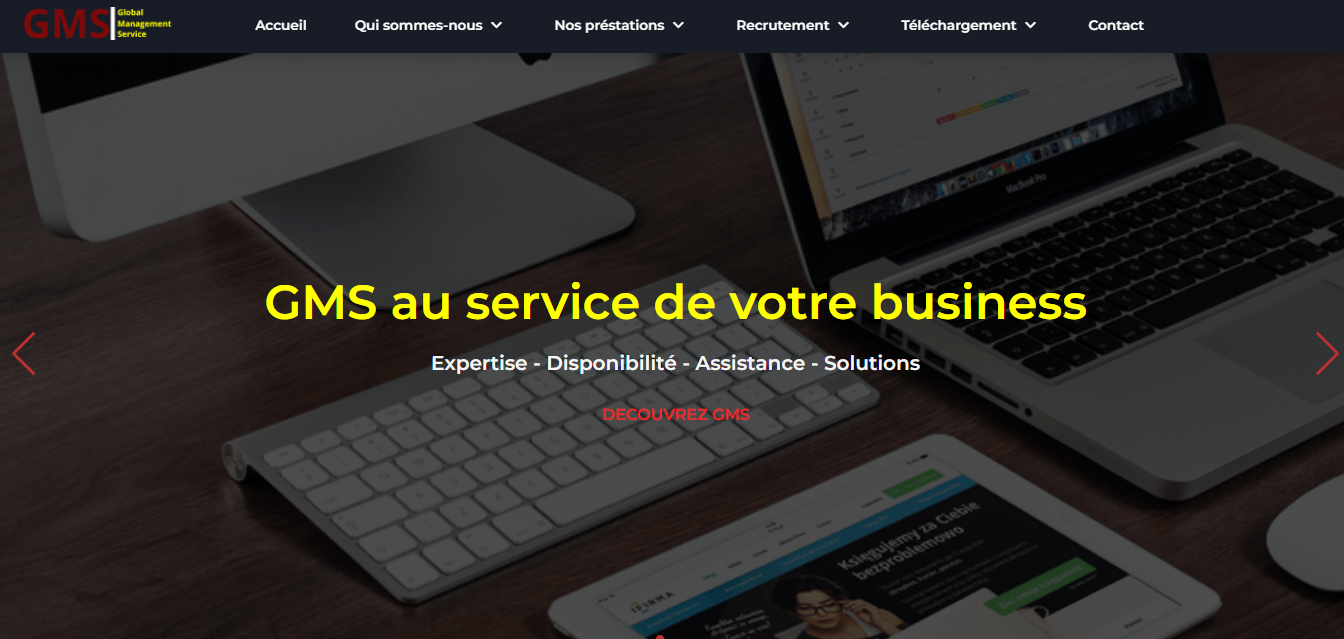 GMS
Global
Management
Service
Accueil
Qui sommes-nous
Nos préstations
Recrutement
Téléchargement
Contact
MacBook Pro
GMS au service de votre business
Expertise - Disponibilité - Assistance - Solutions
DECOUVREZ GMS
Księgujemy za Ciebie
bezproblemowo
IFIRMA